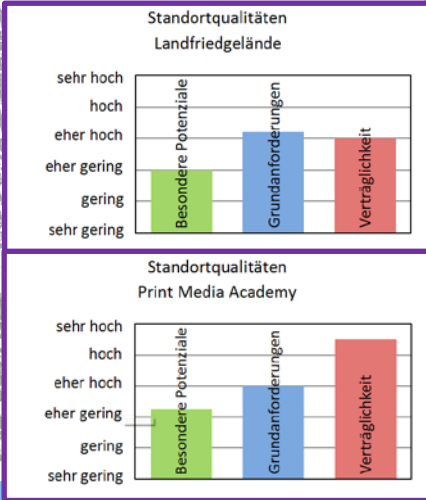 Standortqualitäten
Landfriedgelände
sehr hoch
hoch
eher hoch
eher gering
gering
sehr gering
Besondere Potenziale
Grundanforderungen
Verträglichkeit
Standortqualitäten
Print Media Academy
sehr hoch
hoch
eher hoch
eher gering
gering
sehr gering
Besondere Potenziale
Grundanforderungen
Verträglichkeit